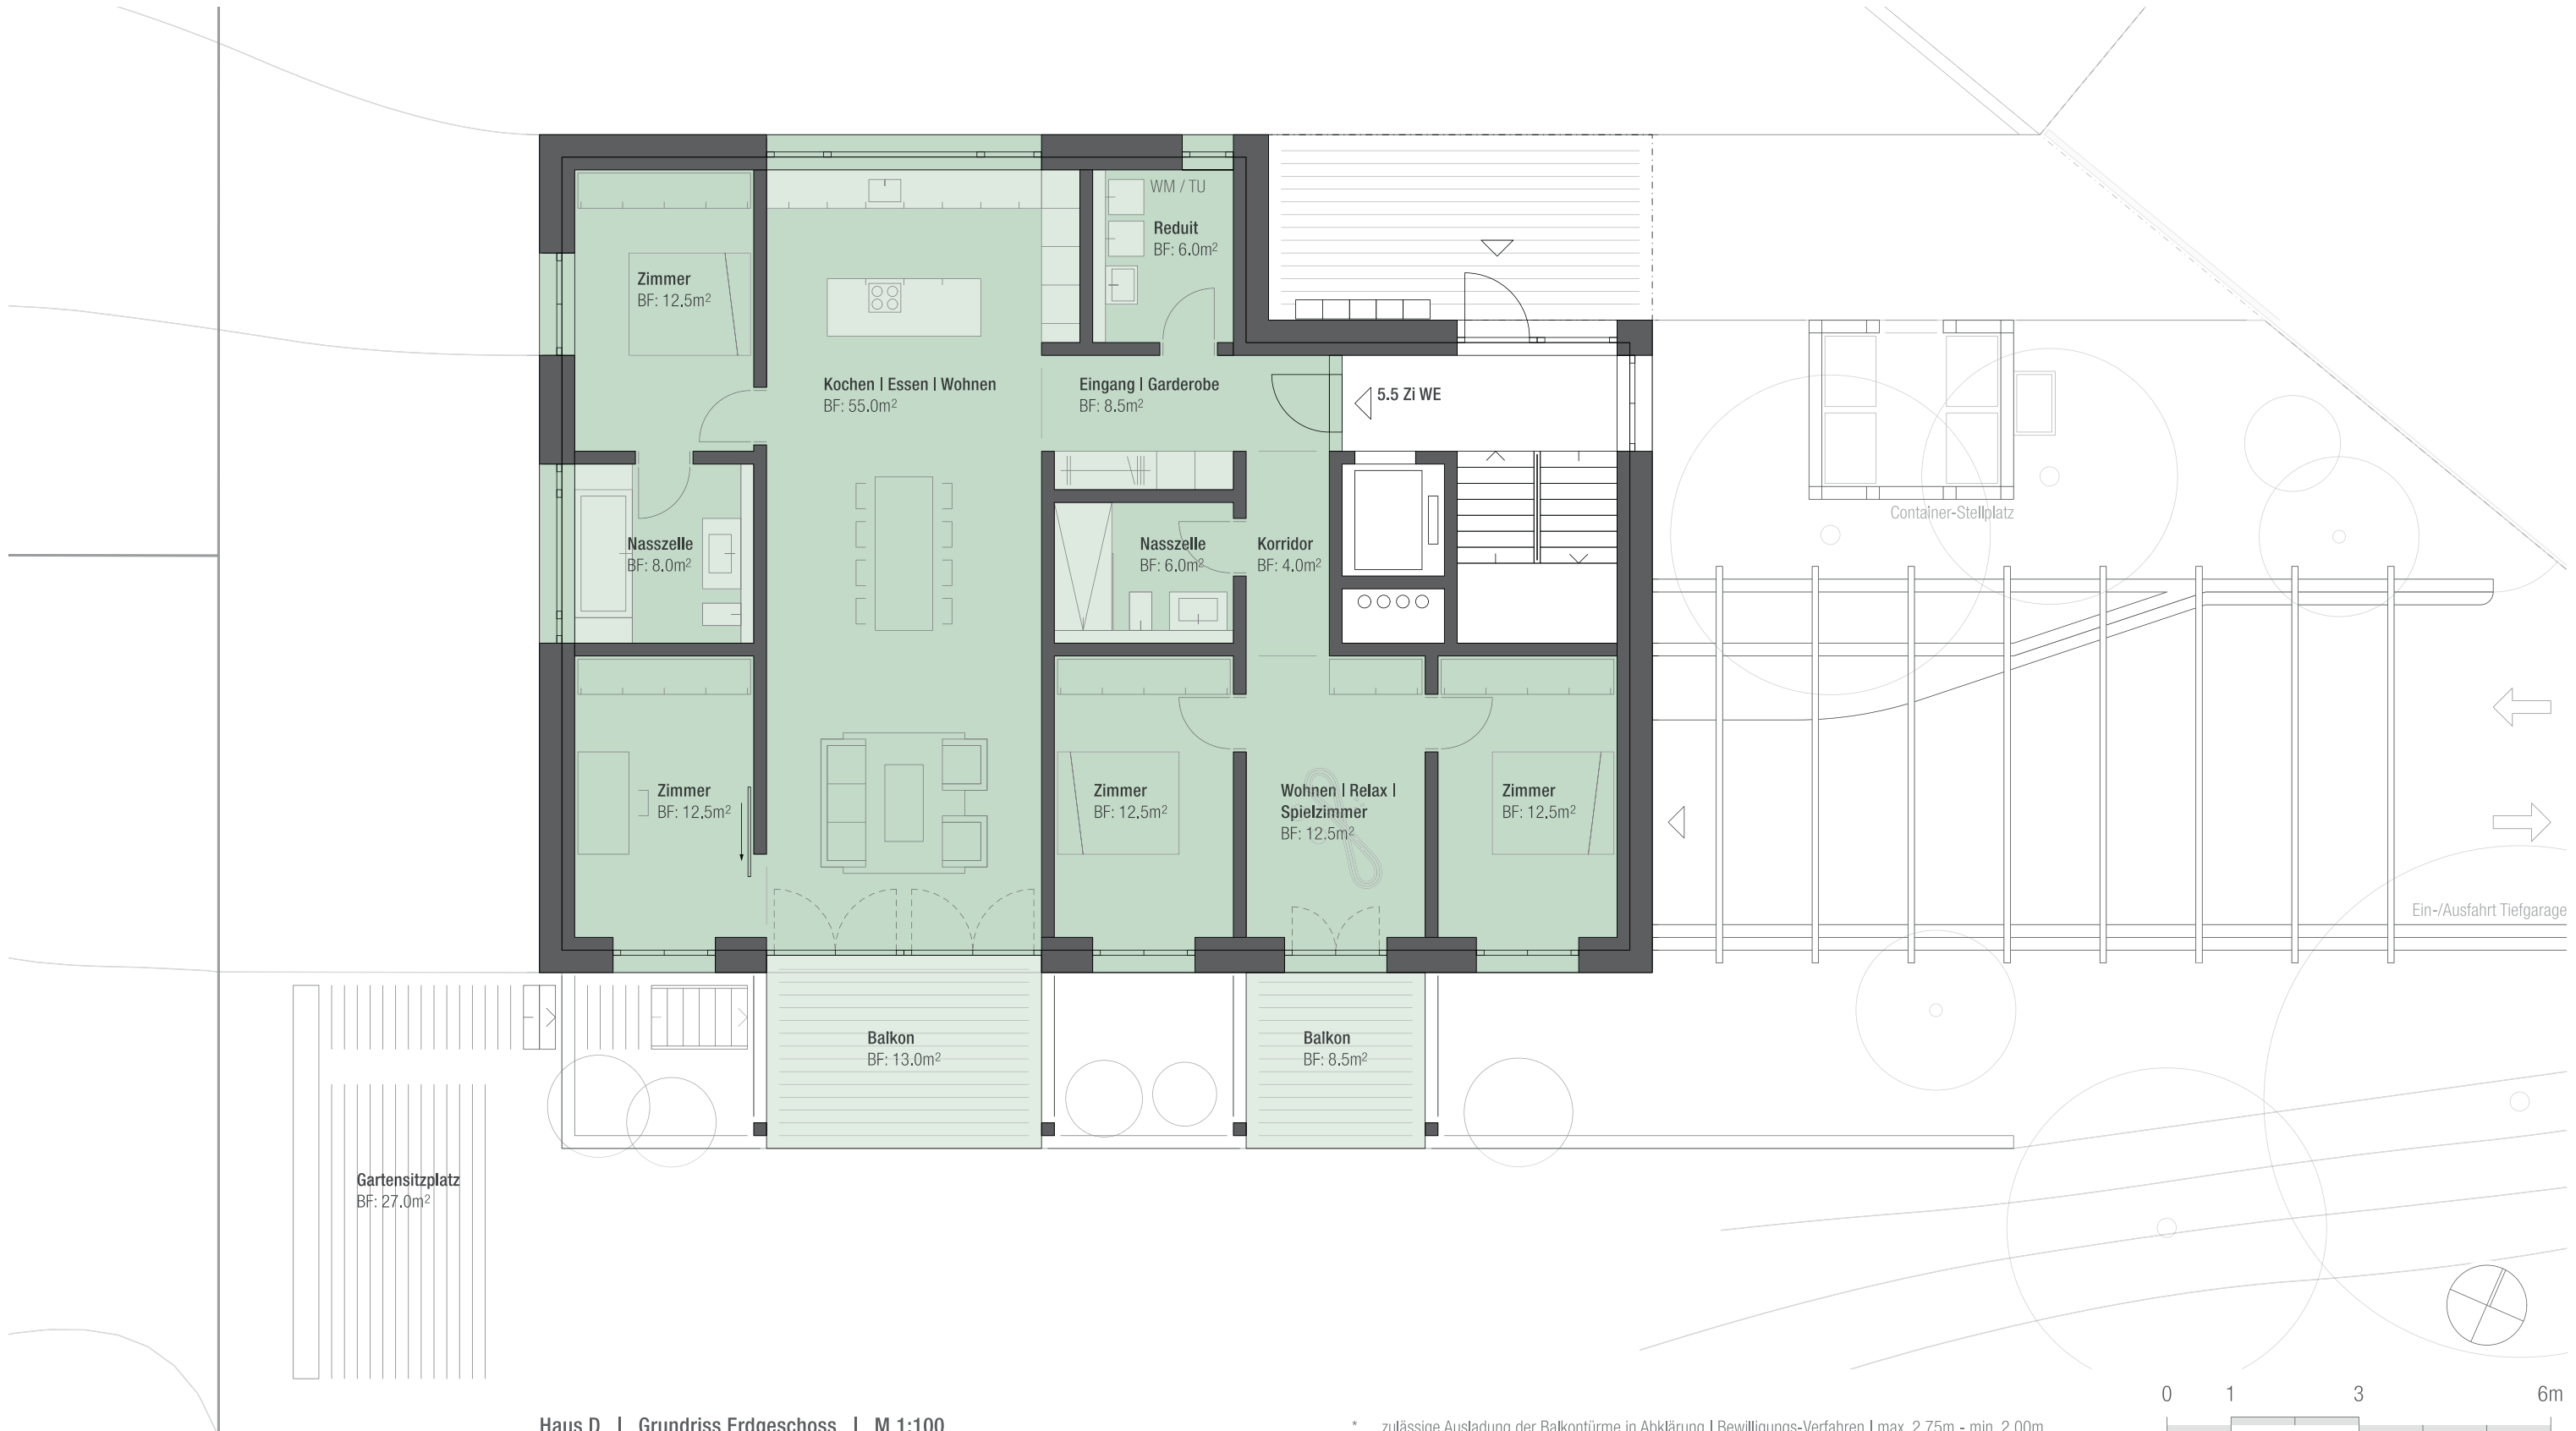 WM / TU
Reduit
BF: 6.0m²
Zimmer
BF: 12.5m²
Kochen | Essen | Wohnen
BF: 55.0m²
Eingang | Garderobe
BF: 8.5m²
5.5 Zi WE
Container-Stellplatz
Nasszelle
BF: 8.0m²
Nasszelle
BF: 6.0m²
Korridor
BF: 4.0m²
Zimmer
BF: 12.5m²
Zimmer
BF: 12.5m²
Wohnen | Relax |
Spielzimmer
BF: 12.5m²
Zimmer
BF: 12.5m²
Ein-/Ausfahrt Tiefgarage
Balkon
BF: 13.0m²
Balkon
BF: 8.5m²
Gartensitzplatz
BF: 27.0m²
0 1 3 6m
Haus D | Grundriss Erdgeschoss | M 1:100
* zulässige Ausladung der Balkontürme in Abklärung | Bewilligungs-Verfahren | max. 2.75m - min. 2.00m